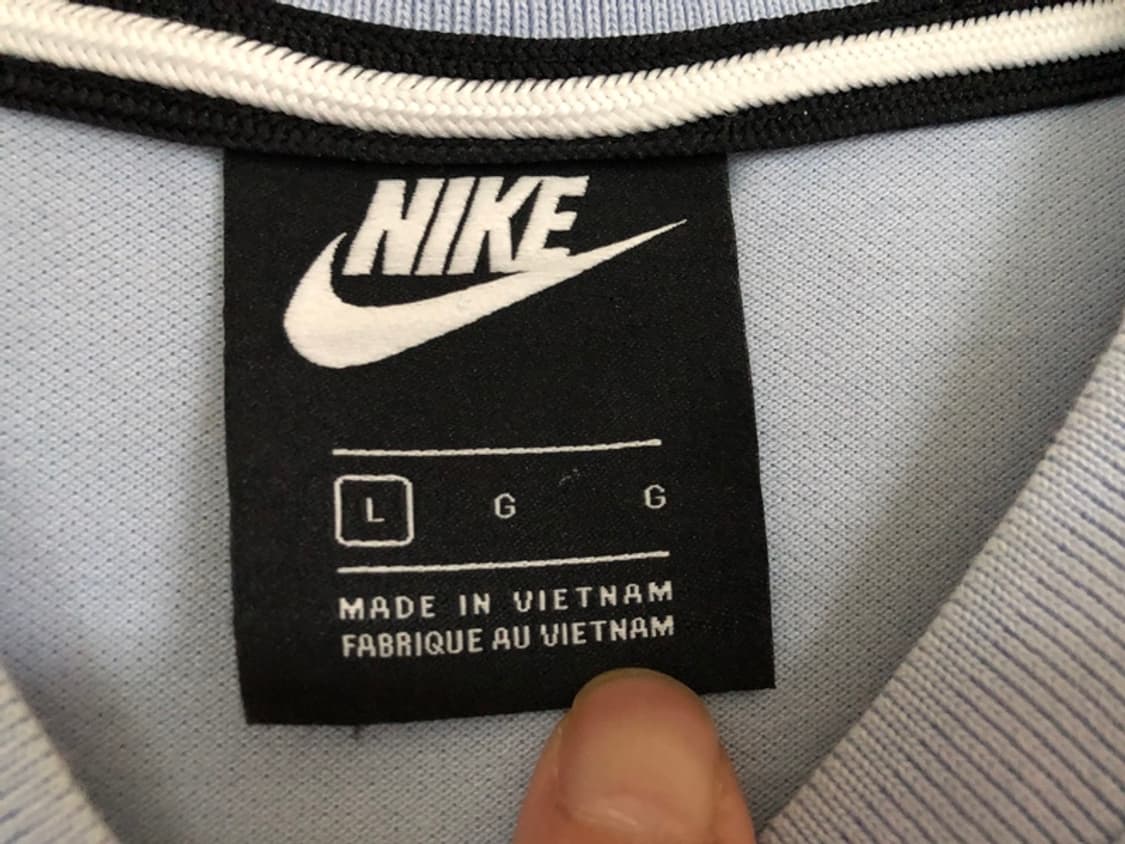 NIKE
L G G
MADE IN VIETNAM
FABRIQUE AU VIETNAM